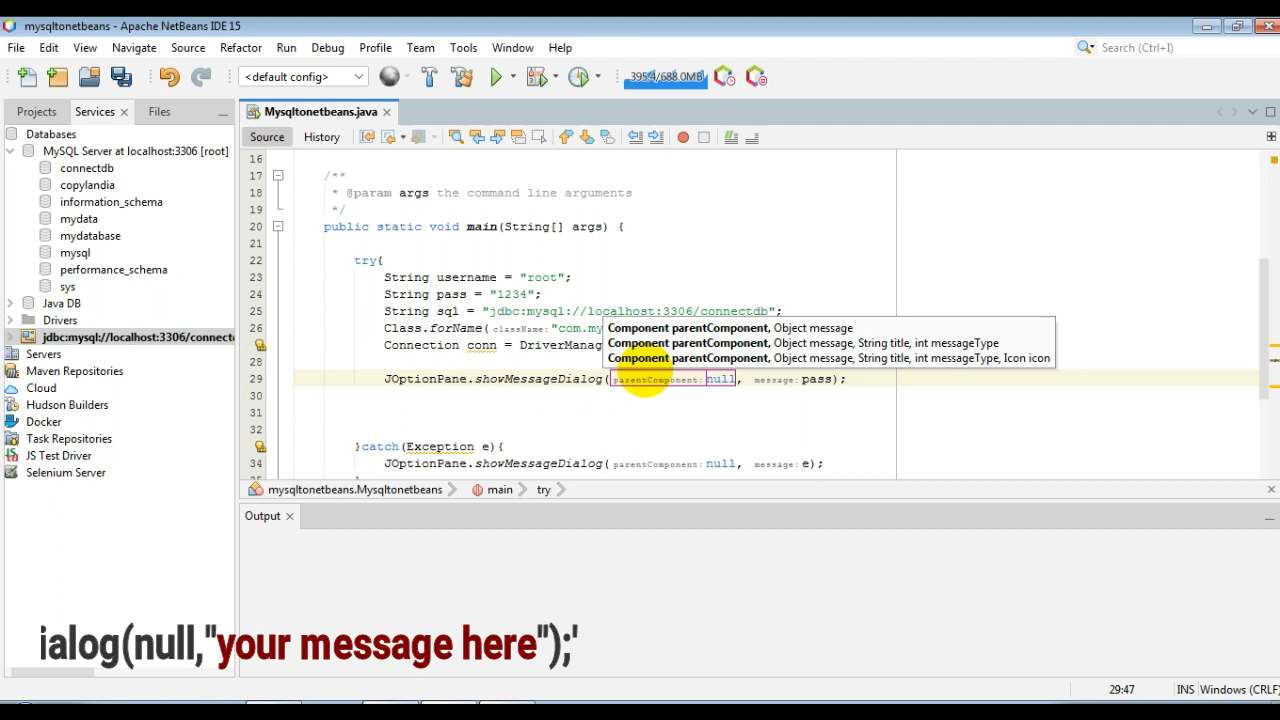 mysqltonetbeans - Apache NetBeans IDE 15
File Edit View Navigate Source Refactor Run Debug Profile Team Tools Window Help
Search (Ctrl+I)
<default config>
395.4/688.0MB
Projects Services Files
Mysqltonetbeans.java
Source History
Databases
MySQL Server at localhost:3306 [root]
connectdb
copylandia
information_schema
mydata
mydatabase
mysql
performance_schema
sys
Java DB
Drivers
jdbc:mysql://localhost:3306/connect
Servers
Maven Repositories
Cloud
Hudson Builders
Docker
Task Repositories
JS Test Driver
Selenium Server
16
17 /**
18 * @param args the command line arguments
19 */
20 public static void main(String[] args) {
21
22 try{
23 String username = "root";
24 String pass = "1234";
25 String sql = "jdbc:mysql://localhost:3306/connectdb";
26 Class.forName(className:"com.my
Connection conn = DriverManag
28
29 JOptionPane.showMessageDialog(parentComponent:null, message:pass);
30
31
32
}catch(Exception e){
34 JOptionPane.showMessageDialog(parentComponent:null, message:e);
Component parentComponent, Object message
Component parentComponent, Object message, String title, int messageType
Component parentComponent, Object message, String title, int messageType, Icon icon
mysqltonetbeans.Mysqltonetbeans main try
Output
ialog(null,"your message here");'
29:47 INS Windows (CRLF)